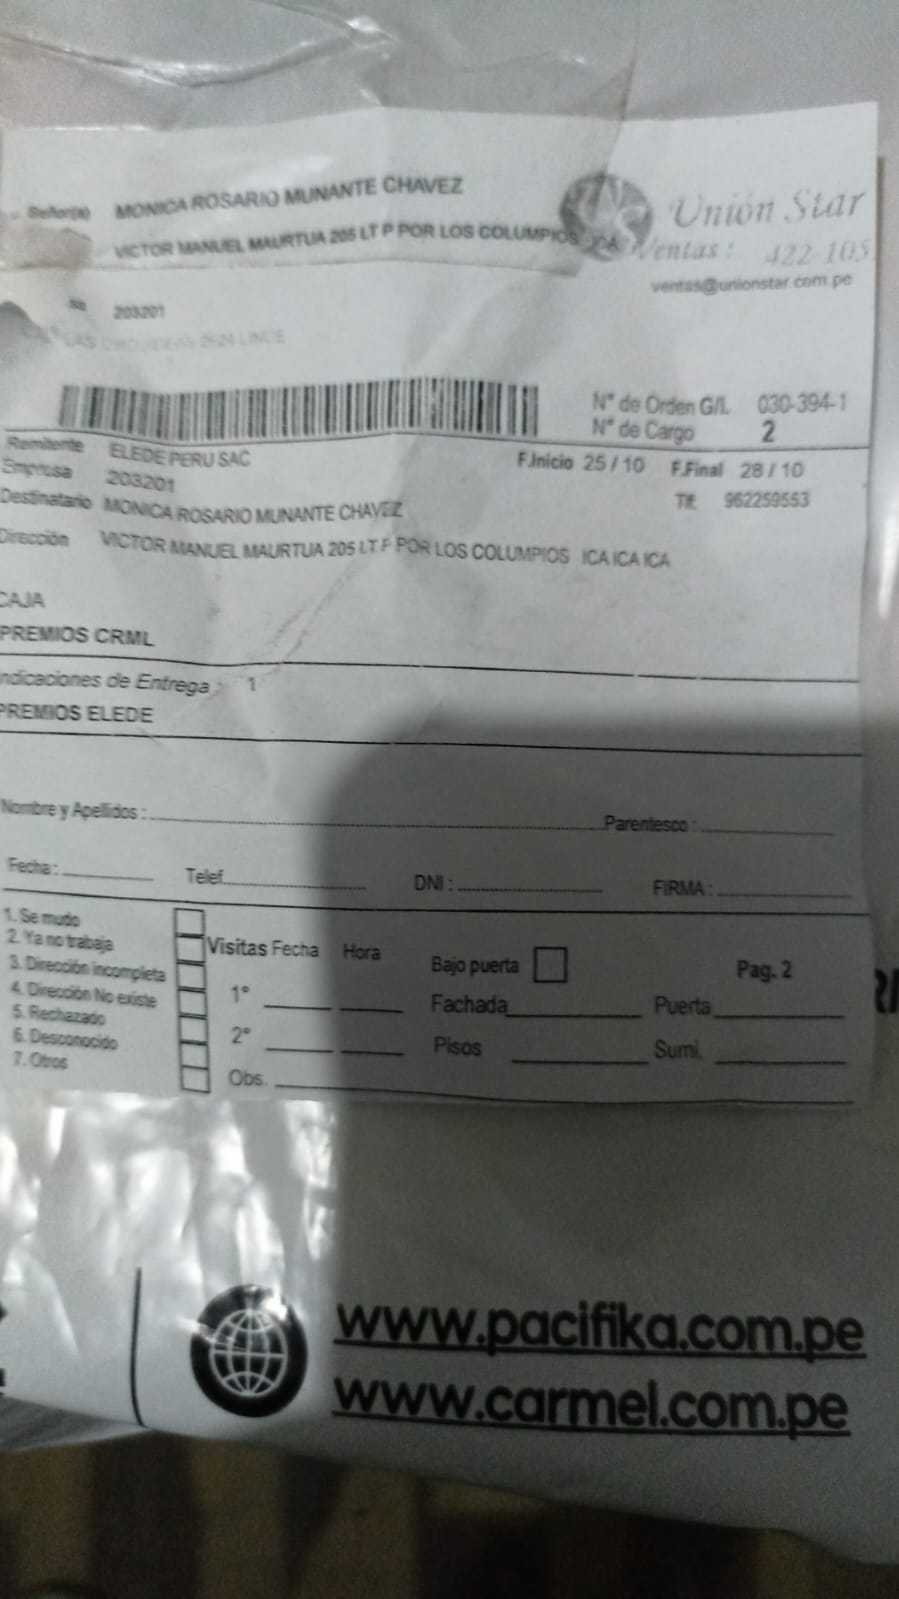 Señor(a) MONICA ROSARIO MUNANTE CHAVEZ
VICTOR MANUEL MAURTUA 205 LT P POR LOS COLUMPIOS ICA
Unión Star
Ventas: 422-105
ventas@unionstar.com.pe
203201
N° de Orden G/L 030-394-1
N° de Cargo 2
Remitente ELEDE PERU SAC
F.Inicio 25 / 10 F.Final 28 / 10
Empresa 203201
Tlf: 962259553
Destinatario MONICA ROSARIO MUNANTE CHAVEZ
Dirección VICTOR MANUEL MAURTUA 205 LT P POR LOS COLUMPIOS ICA ICA ICA
CAJA
PREMIOS CRML
Indicaciones de Entrega : 1
PREMIOS ELEDE
Nombre y Apellidos : Parentesco :
Fecha : Telef. DNI : FIRMA :
1. Se mudo
2. Ya no trabaja
3. Dirección incompleta
4. Dirección No existe
5. Rechazado
6. Desconocido
7. Otros
Visitas Fecha Hora
1°
2°
Obs.
Bajo puerta
Pag. 2
Fachada Puerta
Pisos Sumi.
www.pacifika.com.pe
www.carmel.com.pe